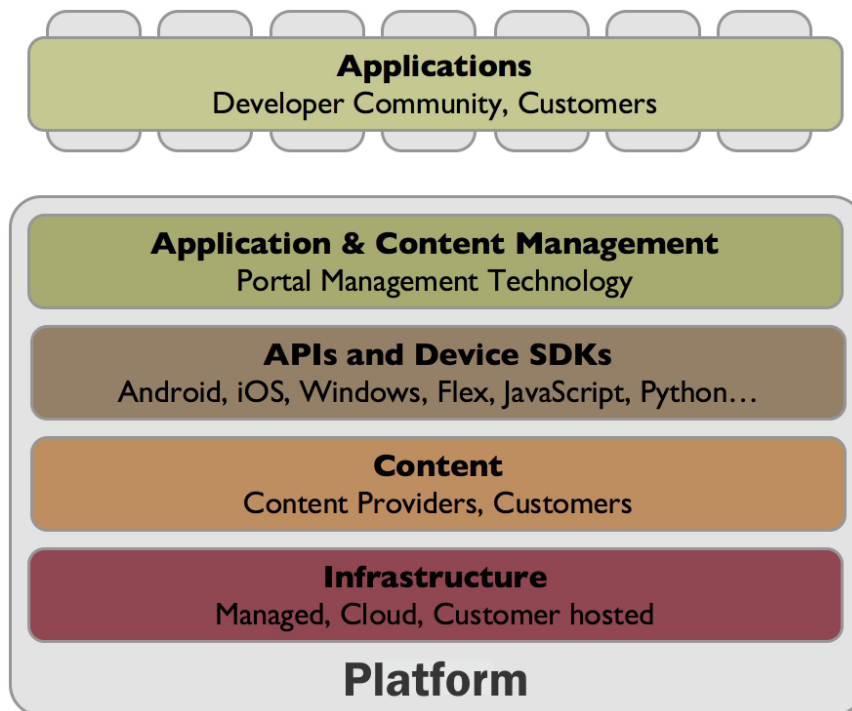 Applications
Developer Community, Customers
Application & Content Management
Portal Management Technology
APIs and Device SDKs
Android, iOS, Windows, Flex, JavaScript, Python…
Content
Content Providers, Customers
Infrastructure
Managed, Cloud, Customer hosted
Platform